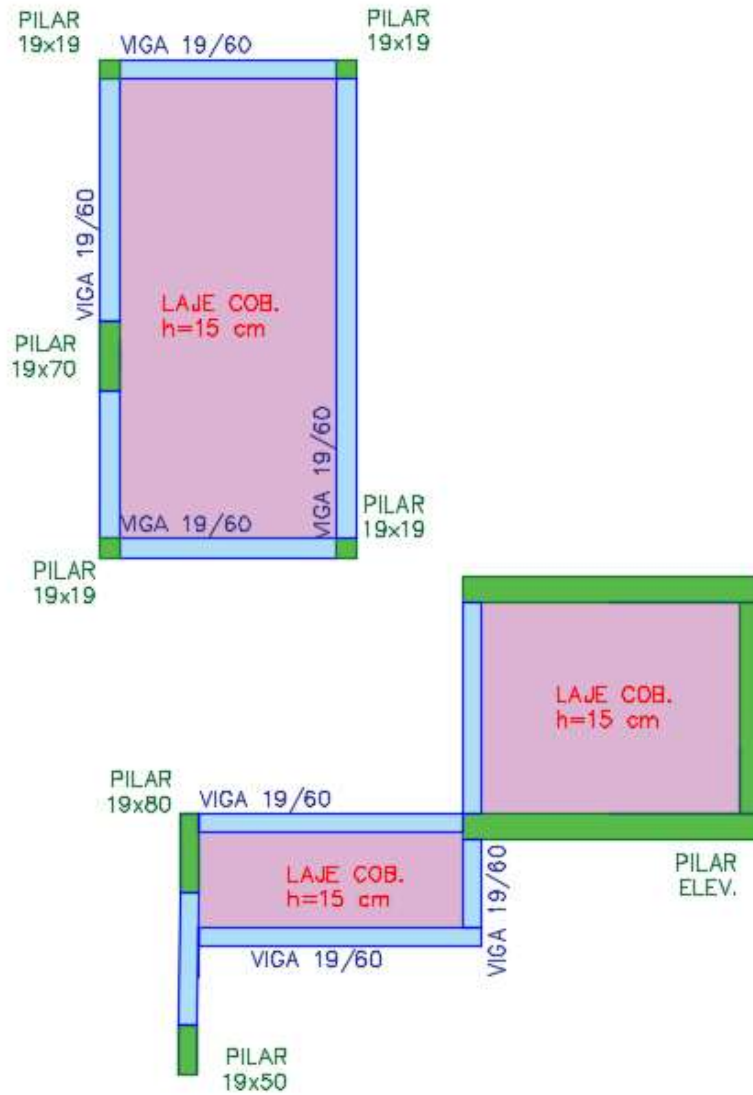 PILAR
19x19
VIGA 19/60
PILAR
19x19
VIGA 19/60
LAJE COB.
h=15 cm
PILAR
19x70
VIGA 19/60
VIGA 19/60
PILAR
19x19
PILAR
19x19
LAJE COB.
h=15 cm
PILAR
19x80
VIGA 19/60
LAJE COB.
h=15 cm
VIGA 19/60
PILAR
ELEV.
VIGA 19/60
PILAR
19x50